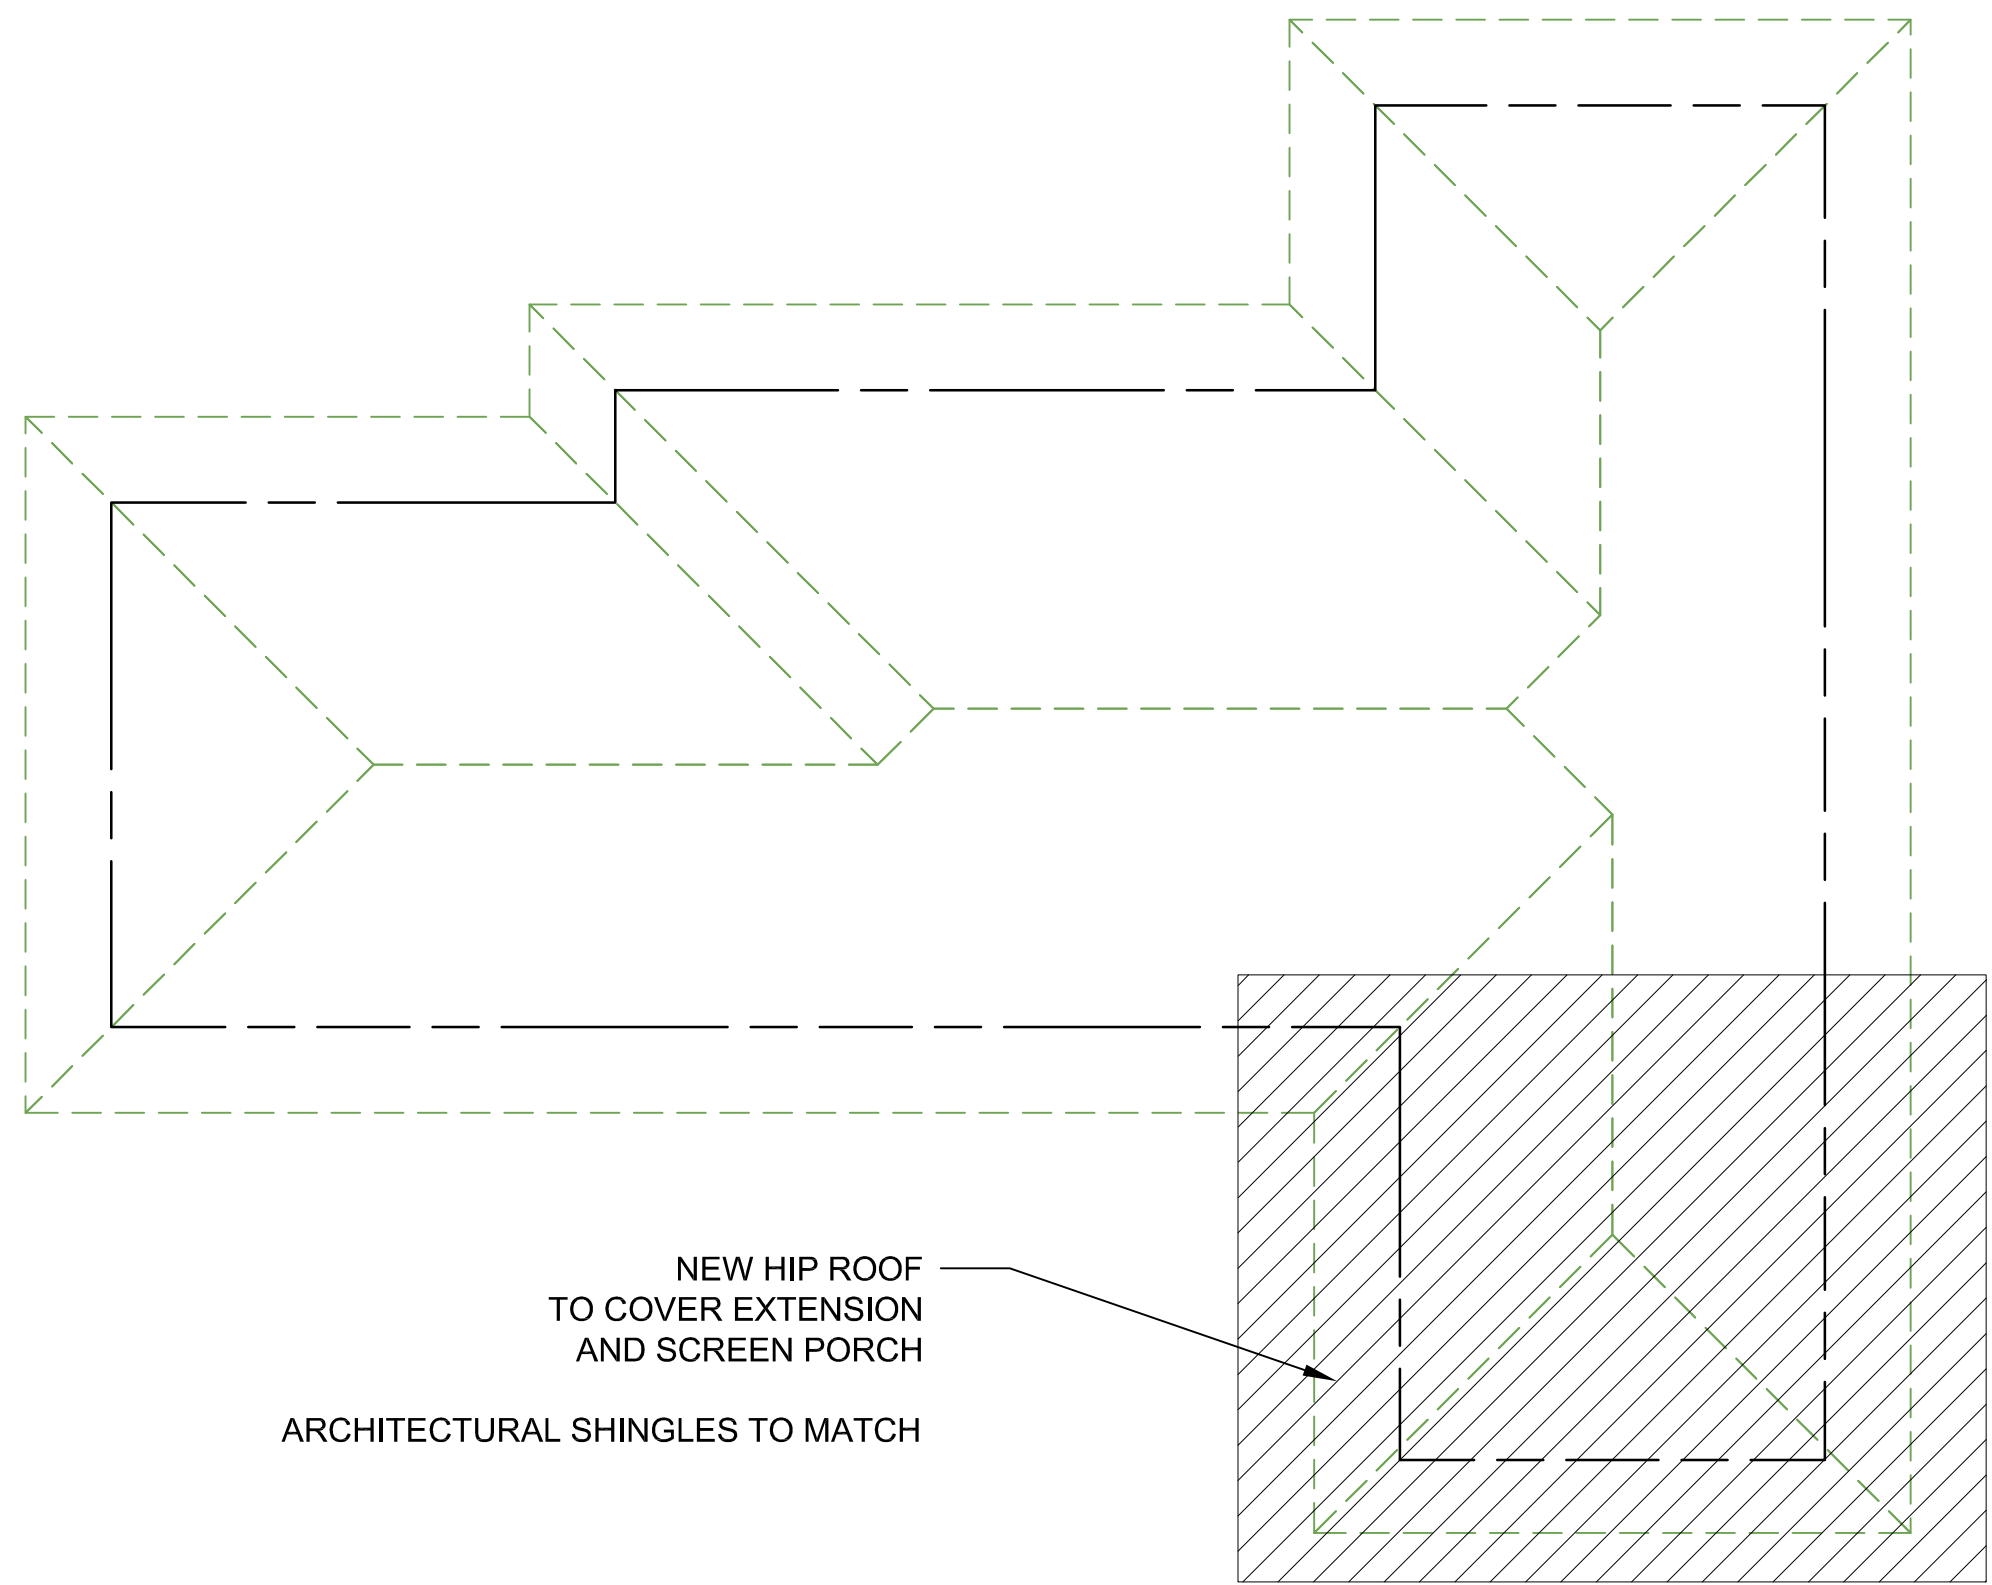 NEW HIP ROOF
TO COVER EXTENSION
AND SCREEN PORCH
ARCHITECTURAL SHINGLES TO MATCH